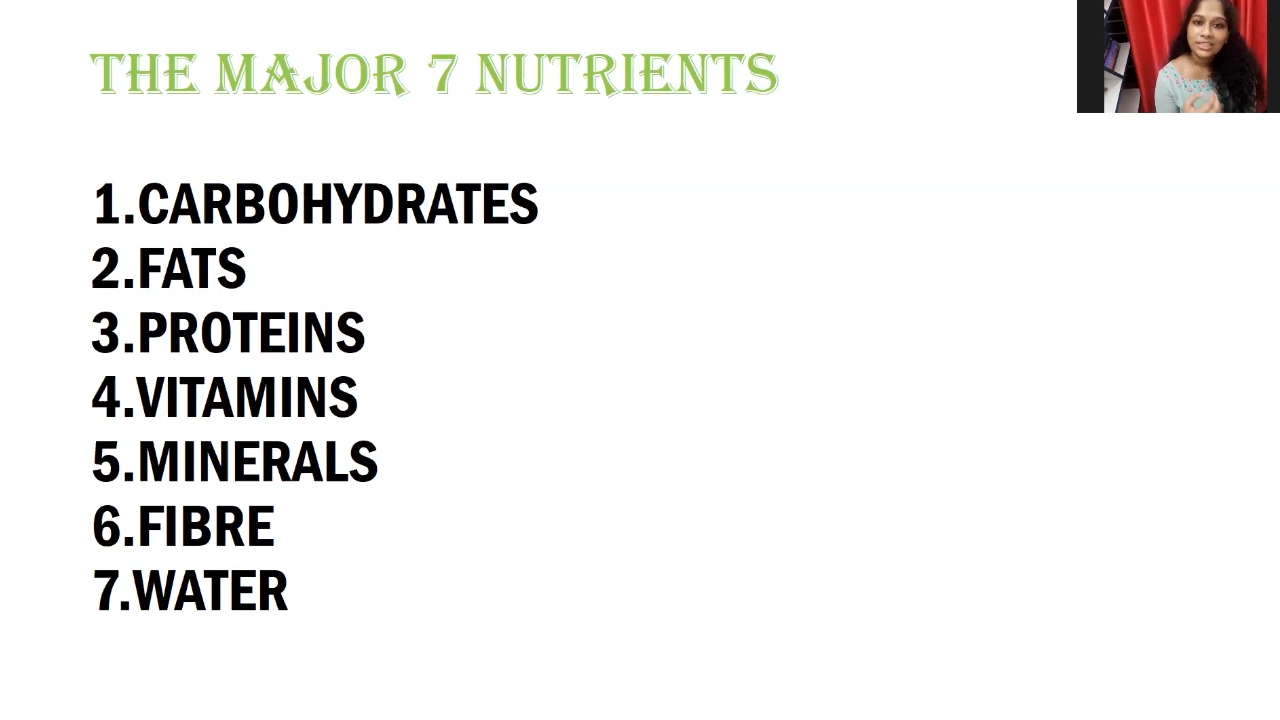 THE MAJOR 7 NUTRIENTS
1.CARBOHYDRATES
2.FATS
3.PROTEINS
4.VITAMINS
5.MINERALS
6.FIBRE
7.WATER